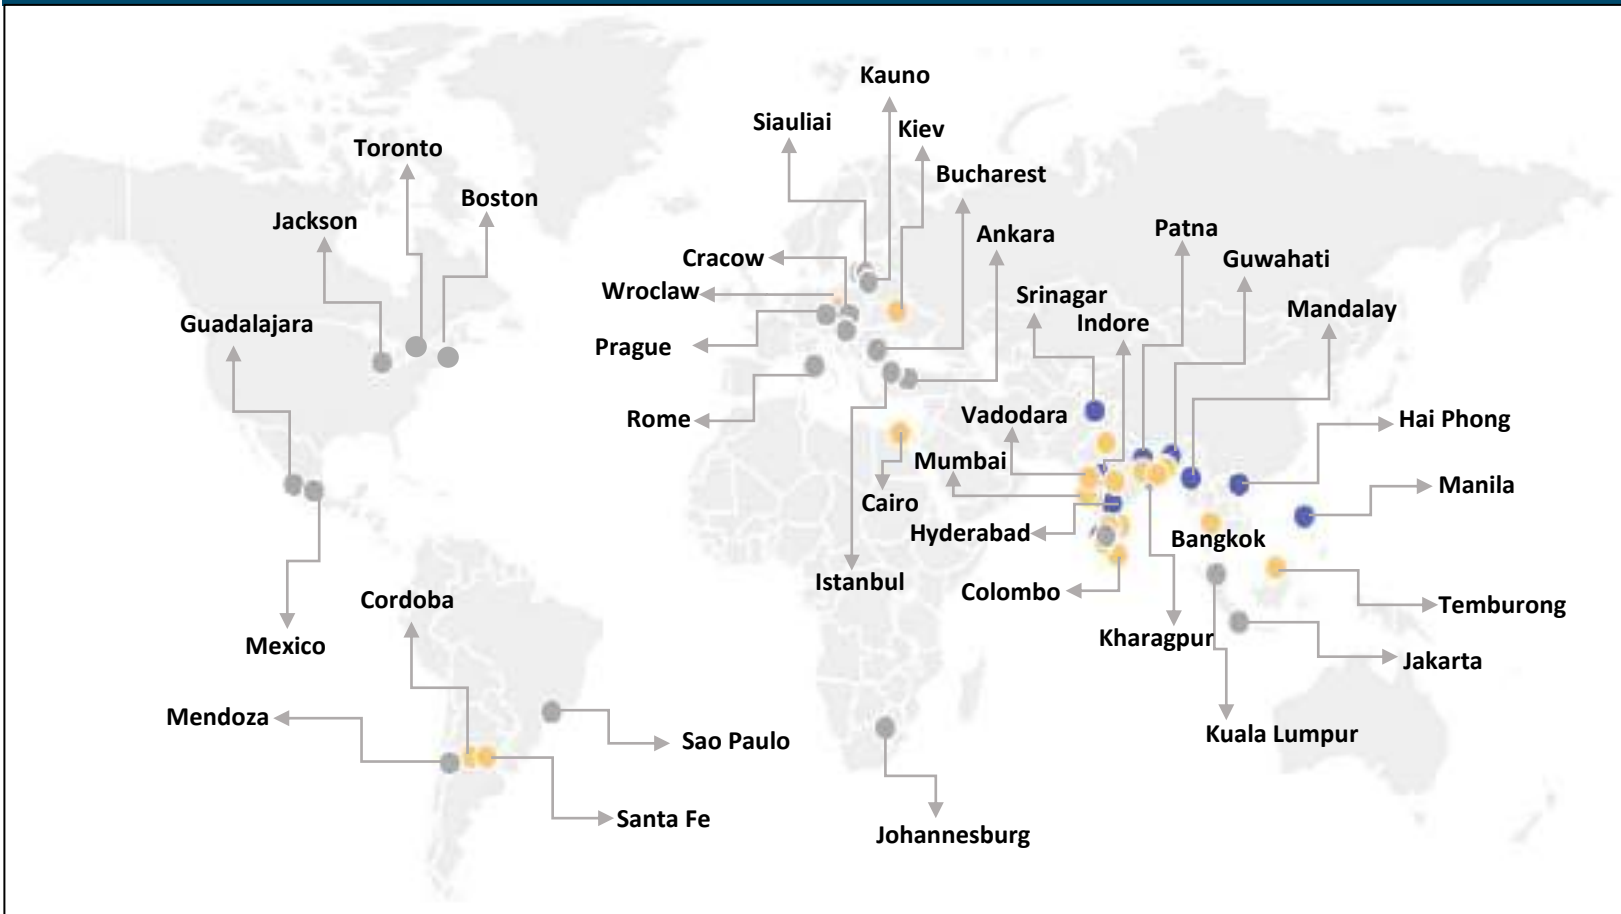 Kauno
Siauliai
Kiev
Toronto
Bucharest
Boston
Jackson
Ankara
Patna
Cracow
Guwahati
Wroclaw
Srinagar
Mandalay
Guadalajara
Indore
Prague
Vadodara
Rome
Hai Phong
Mumbai
Manila
Cairo
Hyderabad
Bangkok
Istanbul
Colombo
Cordoba
Temburong
Kharagpur
Mexico
Jakarta
Mendoza
Kuala Lumpur
Sao Paulo
Santa Fe
Johannesburg